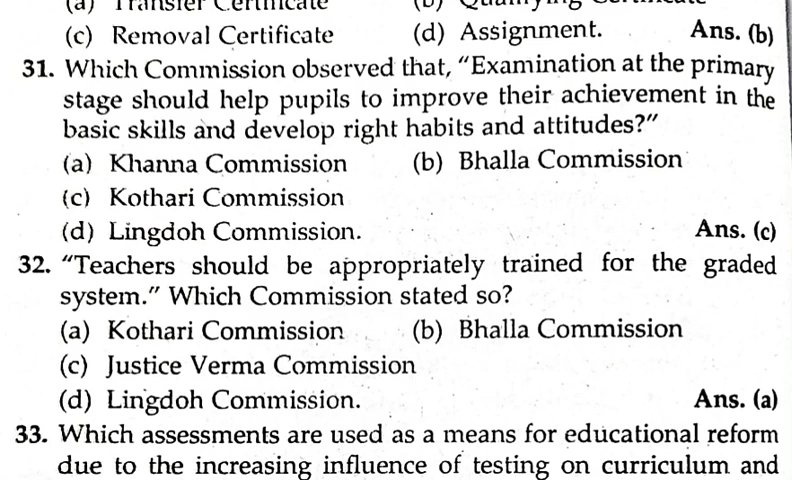 (a) Transfer Certificate
(c) Removal Certificate (d) Assignment. Ans. (b)
31. Which Commission observed that, “Examination at the primary
stage should help pupils to improve their achievement in the
basic skills and develop right habits and attitudes?”
(a) Khanna Commission (b) Bhalla Commission
(c) Kothari Commission
(d) Lingdoh Commission. Ans. (c)
32. “Teachers should be appropriately trained for the graded
system.” Which Commission stated so?
(a) Kothari Commission (b) Bhalla Commission
(c) Justice Verma Commission
(d) Lingdoh Commission. Ans. (a)
33. Which assessments are used as a means for educational reform
due to the increasing influence of testing on curriculum and